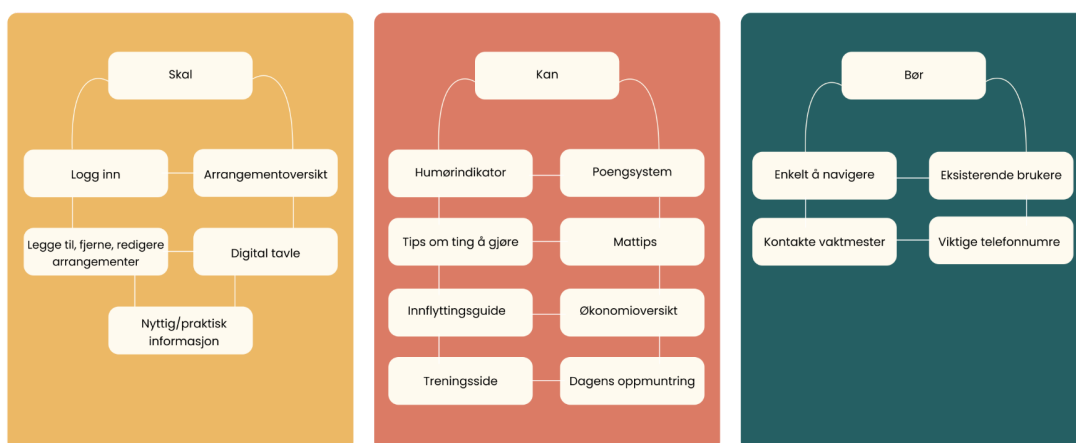 Skal
Logg inn
Arrangementoversikt
Legge til, fjerne, redigere
arrangementer
Digital tavle
Nyttig/praktisk
informasjon
Kan
Humørindikator
Poengsystem
Tips om ting å gjøre
Mattips
Innflyttingsguide
Økonomioversikt
Treningsside
Dagens oppmuntring
Bør
Enkelt å navigere
Eksisterende brukere
Kontakte vaktmester
Viktige telefonnumre